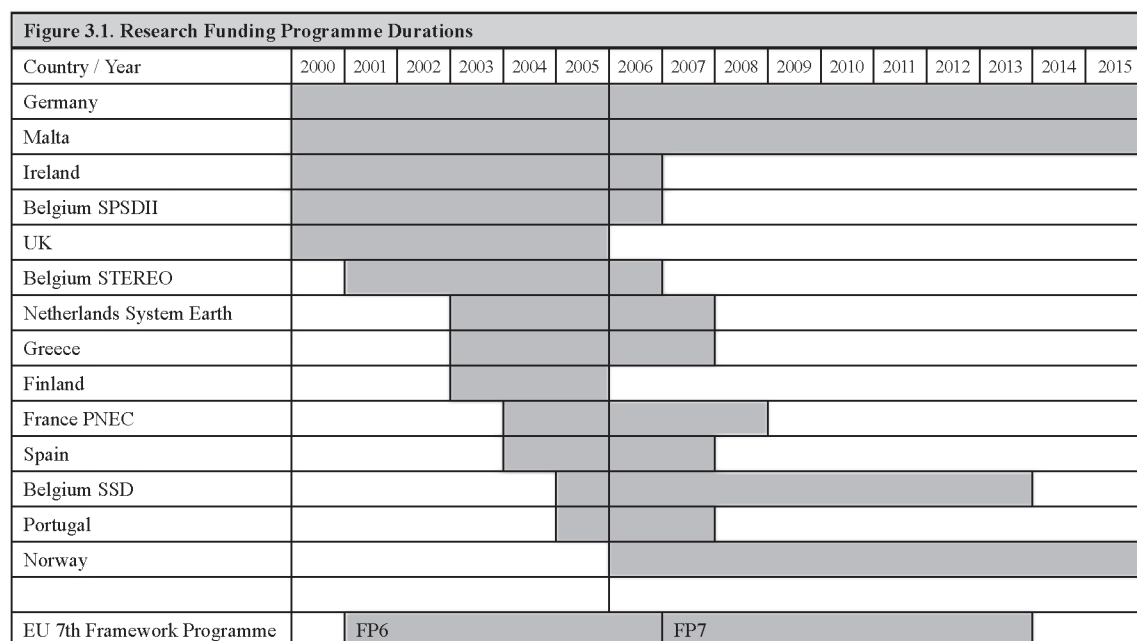 Figure 3.1. Research Funding Programme Durations
Country / Year 2000 2001 2002 2003 2004 2005 2006 2007 2008 2009 2010 2011 2012 2013 2014 2015
Germany
Malta
Ireland
Belgium SPSDII
UK
Belgium STEREO
Netherlands System Earth
Greece
Finland
France PNEC
Spain
Belgium SSD
Portugal
Norway
EU 7th Framework Programme FP6 FP7